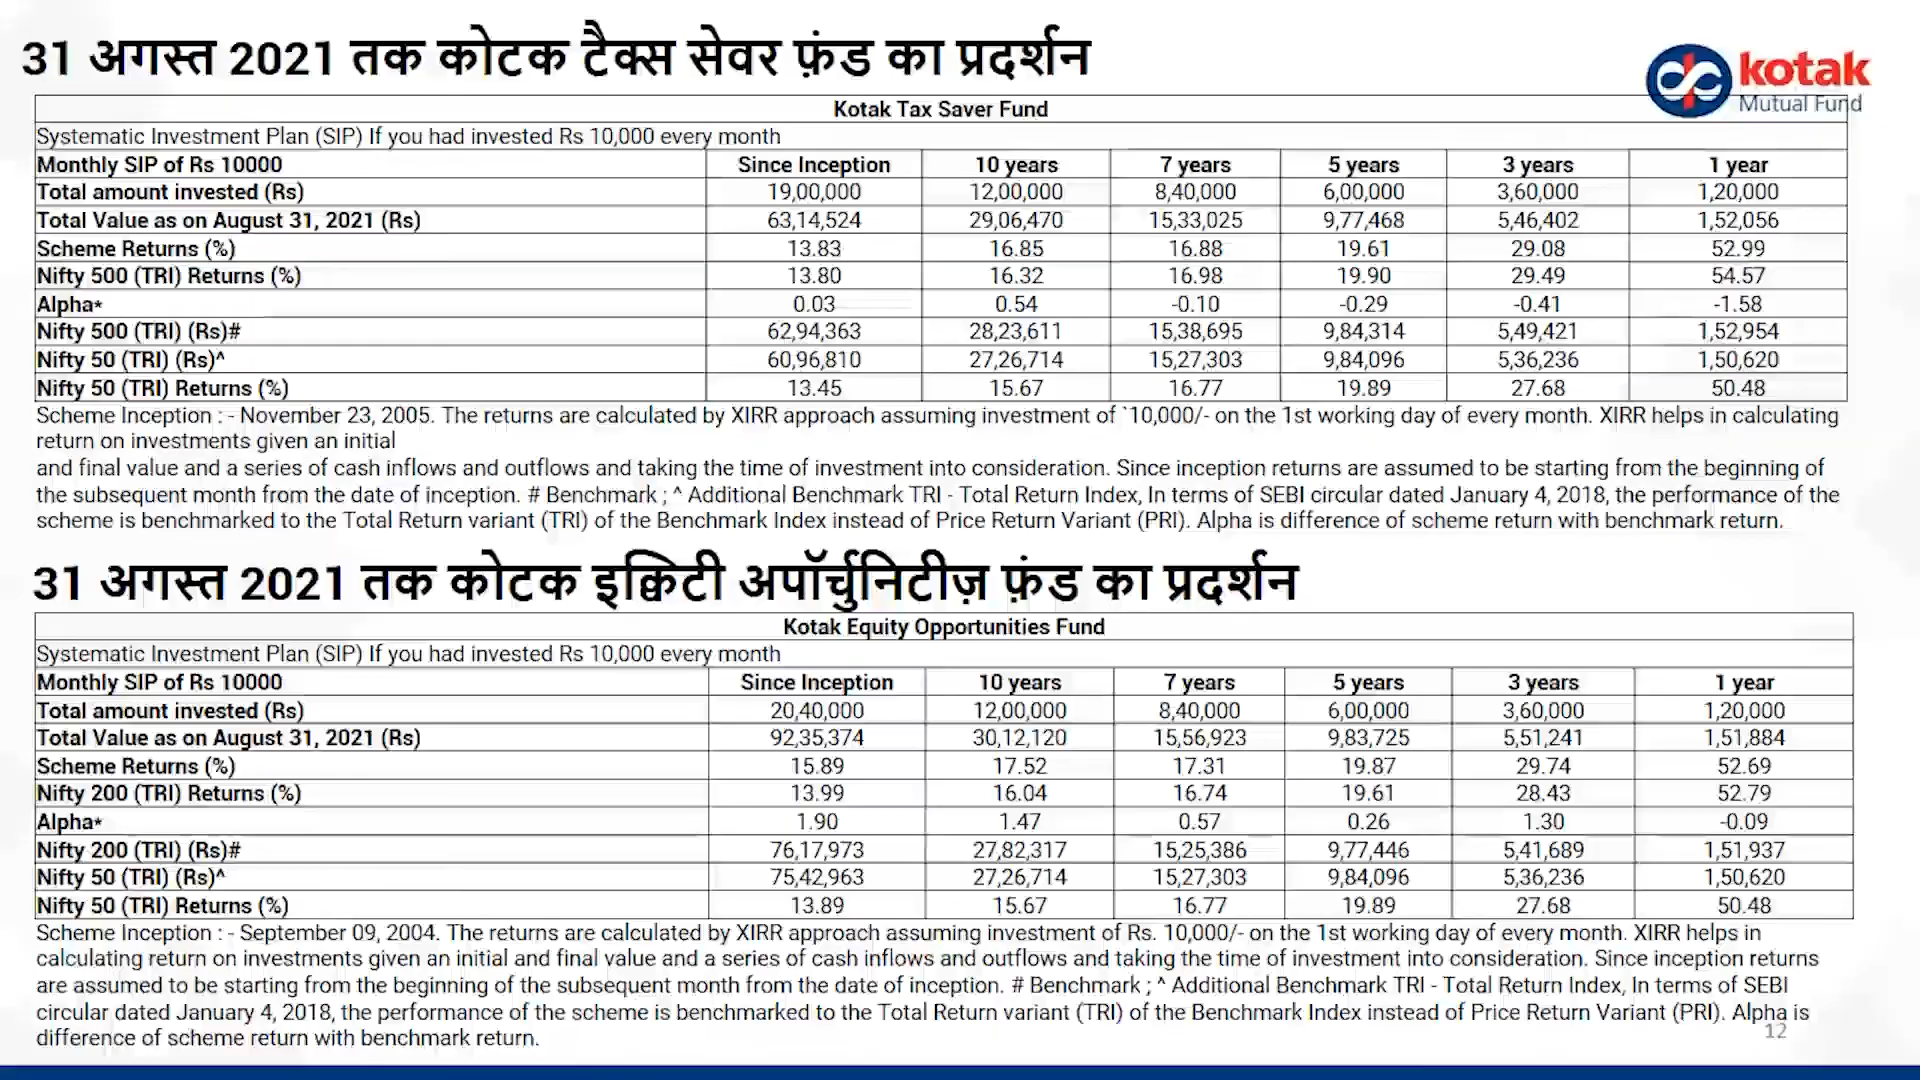 31 अगस्त 2021 तक कोटक टैक्स सेवर फ़ंड का प्रदर्शन
kotak
Mutual Fund
Kotak Tax Saver Fund
Systematic Investment Plan (SIP) If you had invested Rs 10,000 every month
Monthly SIP of Rs 10000 Since Inception 10 years 7 years 5 years 3 years 1 year
Total amount invested (Rs) 19,00,000 12,00,000 8,40,000 6,00,000 3,60,000 1,20,000
Total Value as on August 31, 2021 (Rs) 63,14,524 29,06,470 15,33,025 9,77,468 5,46,402 1,52,056
Scheme Returns (%) 13.83 16.85 16.88 19.61 29.08 52.99
Nifty 500 (TRI) Returns (%) 13.80 16.32 16.98 19.90 29.49 54.57
Alpha* 0.03 0.54 -0.10 -0.29 -0.41 -1.58
Nifty 500 (TRI) (Rs)# 62,94,363 28,23,611 15,38,695 9,84,314 5,49,421 1,52,954
Nifty 50 (TRI) (Rs)^ 60,96,810 27,26,714 15,27,303 9,84,096 5,36,236 1,50,620
Nifty 50 (TRI) Returns (%) 13.45 15.67 16.77 19.89 27.68 50.48
Scheme Inception : - November 23, 2005. The returns are calculated by XIRR approach assuming investment of `10,000/- on the 1st working day of every month. XIRR helps in calculating
return on investments given an initial
and final value and a series of cash inflows and outflows and taking the time of investment into consideration. Since inception returns are assumed to be starting from the beginning of
the subsequent month from the date of inception. # Benchmark ; ^ Additional Benchmark TRI - Total Return Index, In terms of SEBI circular dated January 4, 2018, the performance of the
scheme is benchmarked to the Total Return variant (TRI) of the Benchmark Index instead of Price Return Variant (PRI). Alpha is difference of scheme return with benchmark return.
31 अगस्त 2021 तक कोटक इक्विटी अपॉर्चुनिटीज़ फ़ंड का प्रदर्शन
Kotak Equity Opportunities Fund
Systematic Investment Plan (SIP) If you had invested Rs 10,000 every month
Monthly SIP of Rs 10000 Since Inception 10 years 7 years 5 years 3 years 1 year
Total amount invested (Rs) 20,40,000 12,00,000 8,40,000 6,00,000 3,60,000 1,20,000
Total Value as on August 31, 2021 (Rs) 92,35,374 30,12,120 15,56,923 9,83,725 5,51,241 1,51,884
Scheme Returns (%) 15.89 17.52 17.31 19.87 29.74 52.69
Nifty 200 (TRI) Returns (%) 13.99 16.04 16.74 19.61 28.43 52.79
Alpha* 1.90 1.47 0.57 0.26 1.30 -0.09
Nifty 200 (TRI) (Rs)# 76,17,973 27,82,317 15,25,386 9,77,446 5,41,689 1,51,937
Nifty 50 (TRI) (Rs)^ 75,42,963 27,26,714 15,27,303 9,84,096 5,36,236 1,50,620
Nifty 50 (TRI) Returns (%) 13.89 15.67 16.77 19.89 27.68 50.48
Scheme Inception : - September 09, 2004. The returns are calculated by XIRR approach assuming investment of Rs. 10,000/- on the 1st working day of every month. XIRR helps in
calculating return on investments given an initial and final value and a series of cash inflows and outflows and taking the time of investment into consideration. Since inception returns
are assumed to be starting from the beginning of the subsequent month from the date of inception. # Benchmark ; ^ Additional Benchmark TRI - Total Return Index, In terms of SEBI
circular dated January 4, 2018, the performance of the scheme is benchmarked to the Total Return variant (TRI) of the Benchmark Index instead of Price Return Variant (PRI). Alpha is
difference of scheme return with benchmark return.
12